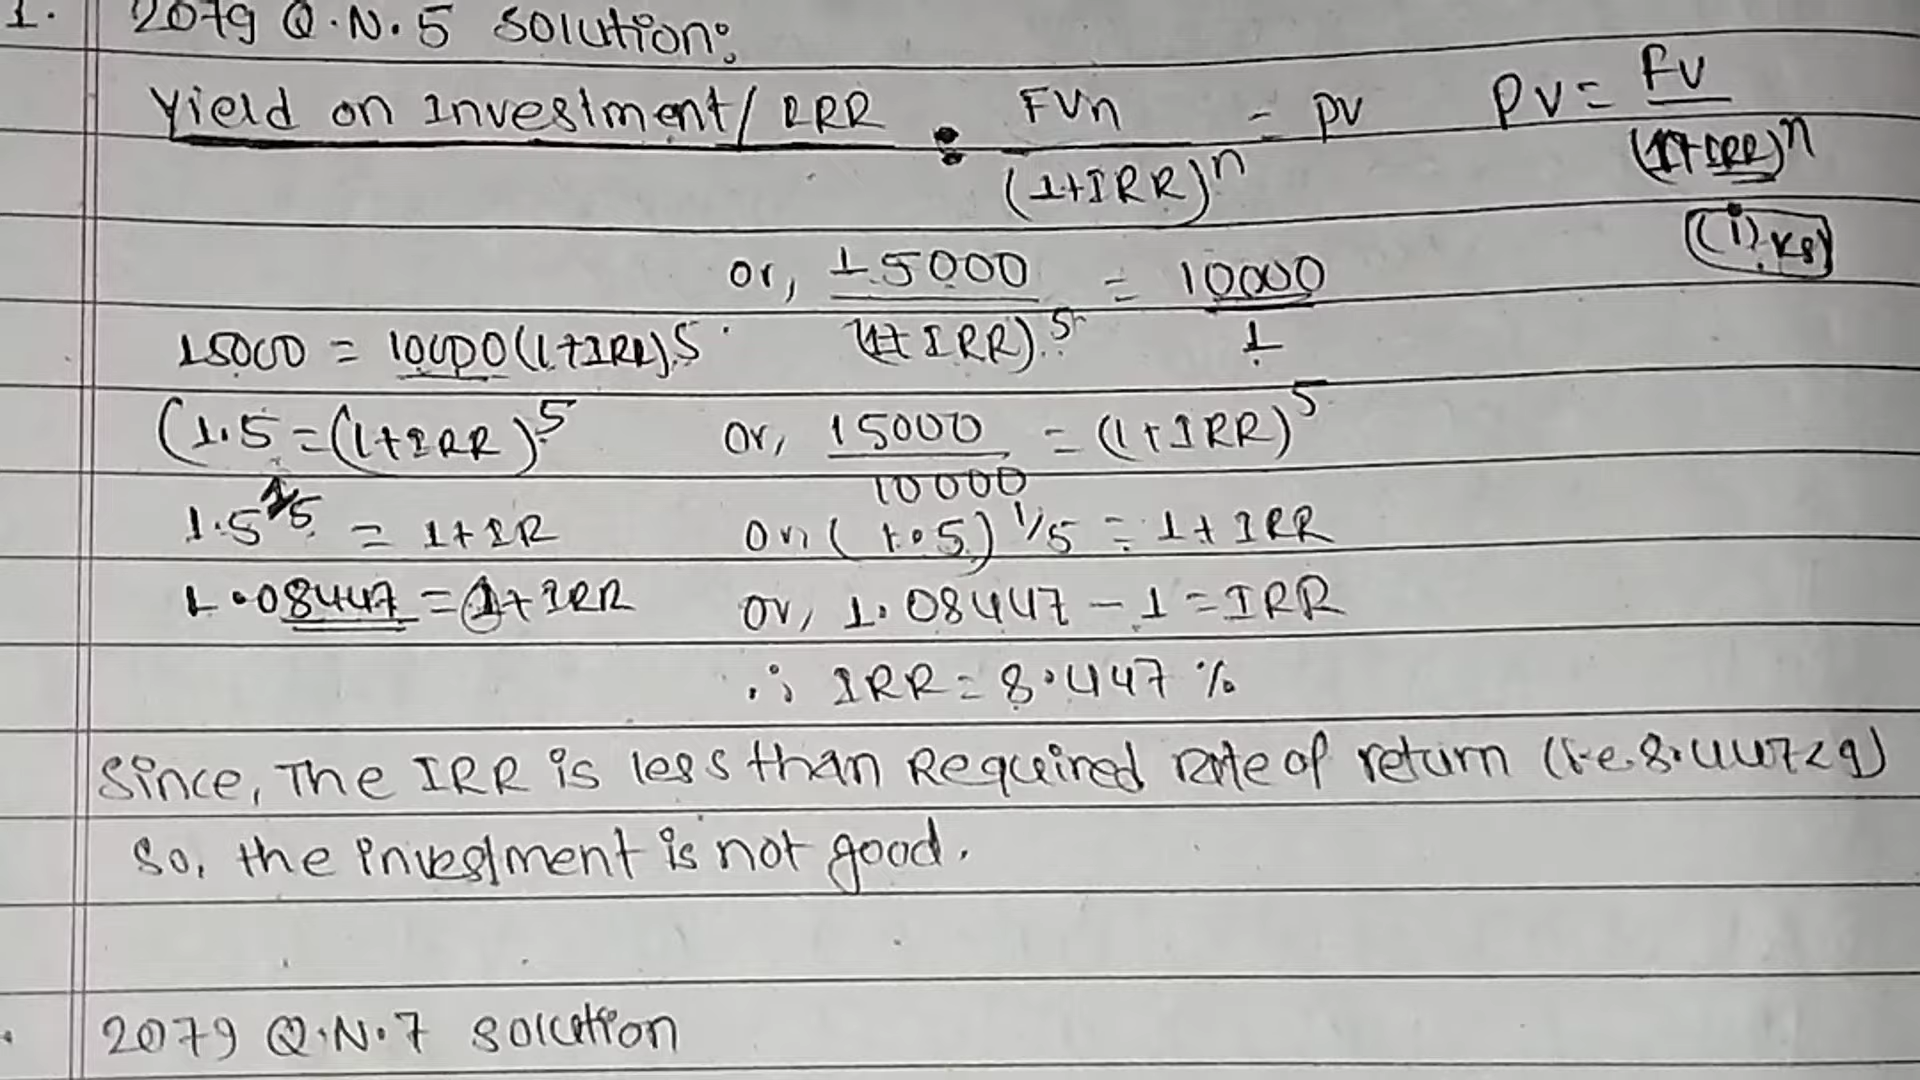 1. 2079 Q.N.5 Solution:
Yield on Investment/ IRR : FVn / (1+IRR)^n = PV PV = FV / (1+IRR)^n
or, 15000 / (1+IRR)^5 = 10000 / 1
15000 = 10000(1+IRR)5
(1.5 = (1+IRR)^5 or, 15000 / 10000 = (1+IRR)^5
1.5^1/5 = 1+IR or (1.5)^1/5 = 1+IRR
1.08447 = 1+IRR or, 1.08447 - 1 = IRR
∴ IRR = 8.447 %
Since, The IRR is less than Required rate of return (i.e. 8.447<9)
So, the investment is not good.
2079 Q.N.7 solution